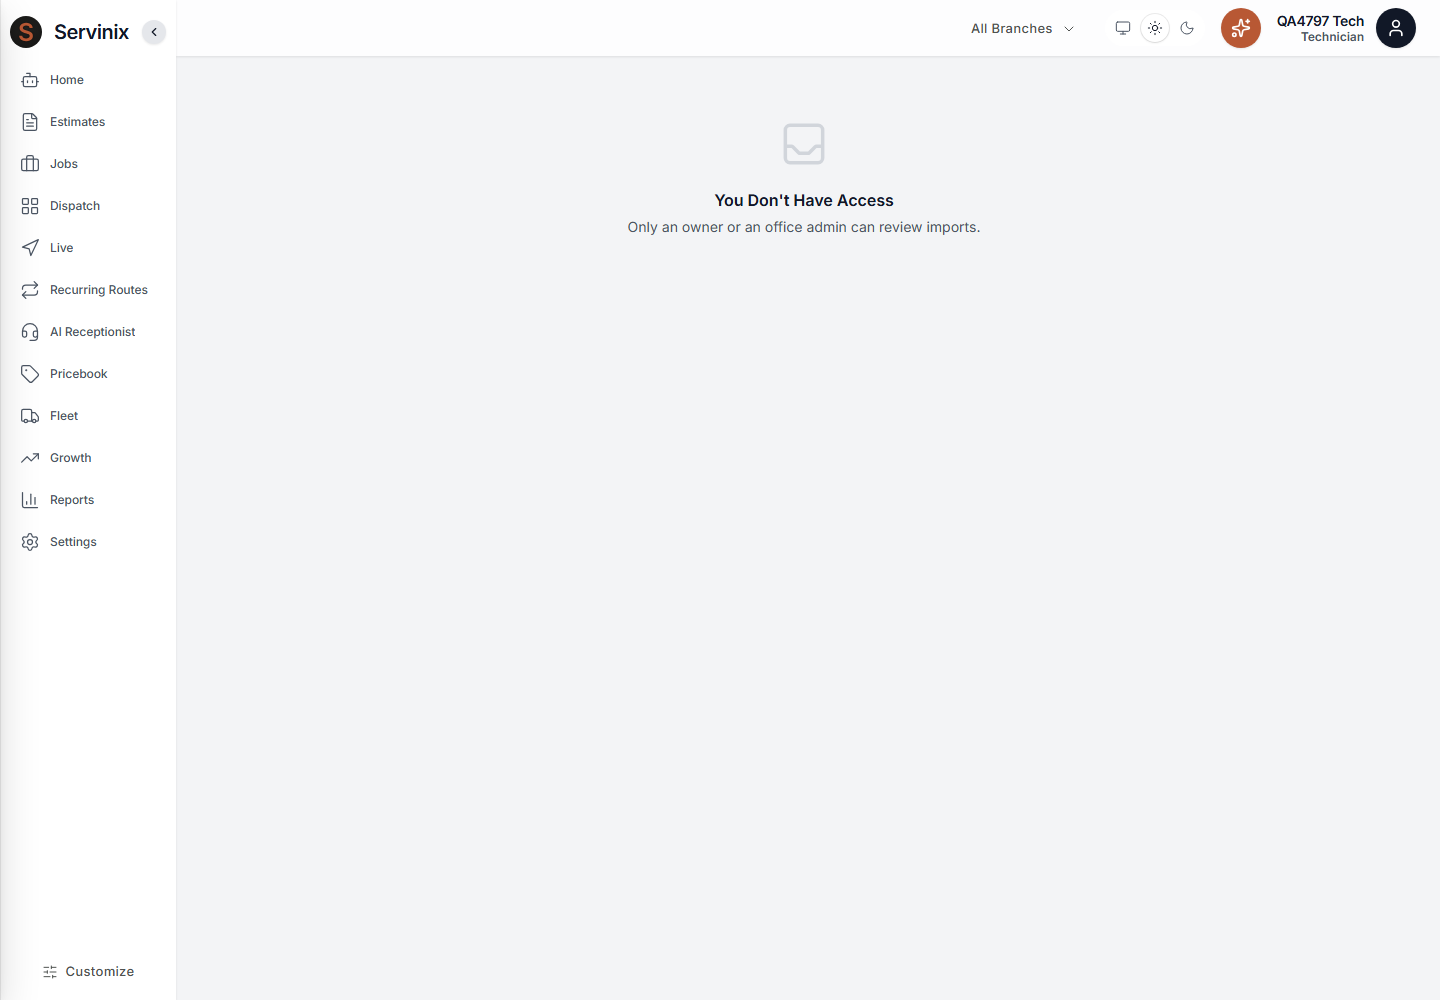 S Servinix
All Branches
QA4797 Tech
Technician
Home
Estimates
Jobs
Dispatch
Live
Recurring Routes
AI Receptionist
Pricebook
Fleet
Growth
Reports
Settings
Customize
You Don't Have Access
Only an owner or an office admin can review imports.